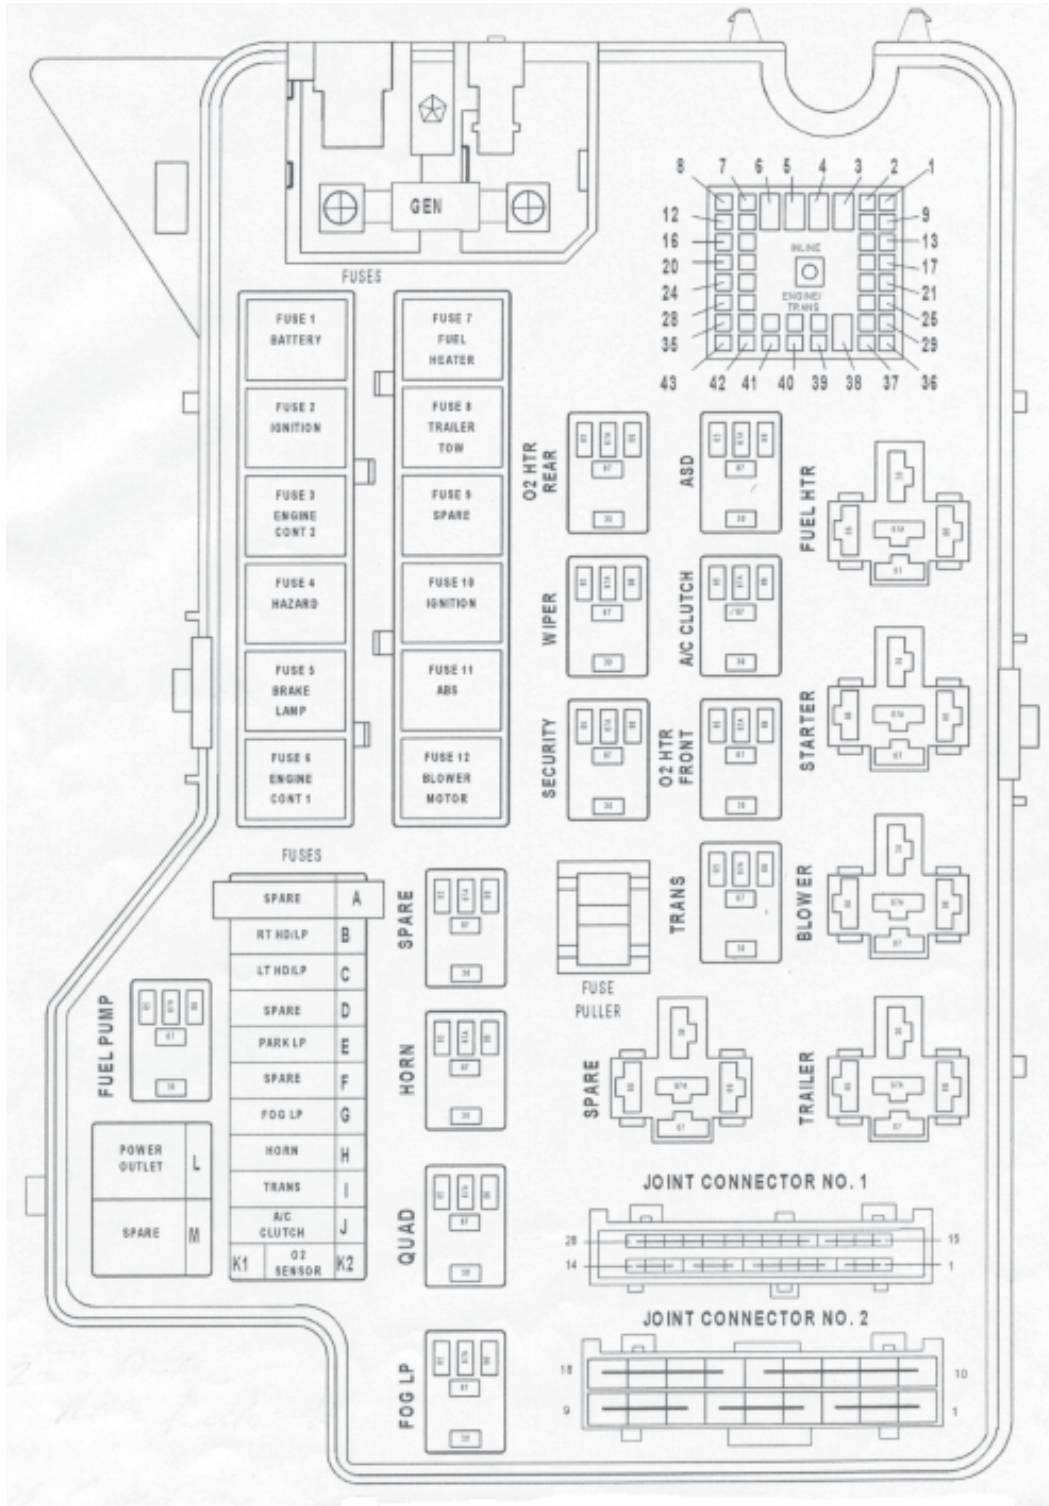 GEN
FUSES
8 7 6 5 4 3 2 1
12 9
16 13
20 17
24 21
28 25
35 29
43 42 41 40 39 38 37 36
INLINE
ENGINE/
TRANS
FUSE 1
BATTERY
FUSE 2
IGNITION
FUSE 3
ENGINE
CONT 2
FUSE 4
HAZARD
FUSE 5
BRAKE
LAMP
FUSE 6
ENGINE
CONT 1
FUSE 7
FUEL
HEATER
FUSE 8
TRAILER
TOW
FUSE 9
SPARE
FUSE 10
IGNITION
FUSE 11
ABS
FUSE 12
BLOWER
MOTOR
O2 HTR
REAR
ASD
FUEL HTR
WIPER
A/C CLUTCH
STARTER
SECURITY
O2 HTR
FRONT
BLOWER
TRANS
FUSE
PULLER
SPARE
TRAILER
FUSES
SPARE A
RT HD/LP B
LT HD/LP C
SPARE D
PARK LP E
SPARE F
FOG LP G
HORN H
TRANS I
A/C
CLUTCH J
K1 O2
SENSOR K2
FUEL PUMP
POWER
OUTLET L
SPARE M
SPARE
HORN
QUAD
FOG LP
JOINT CONNECTOR NO. 1
28 15
14 1
JOINT CONNECTOR NO. 2
18 10
9 1